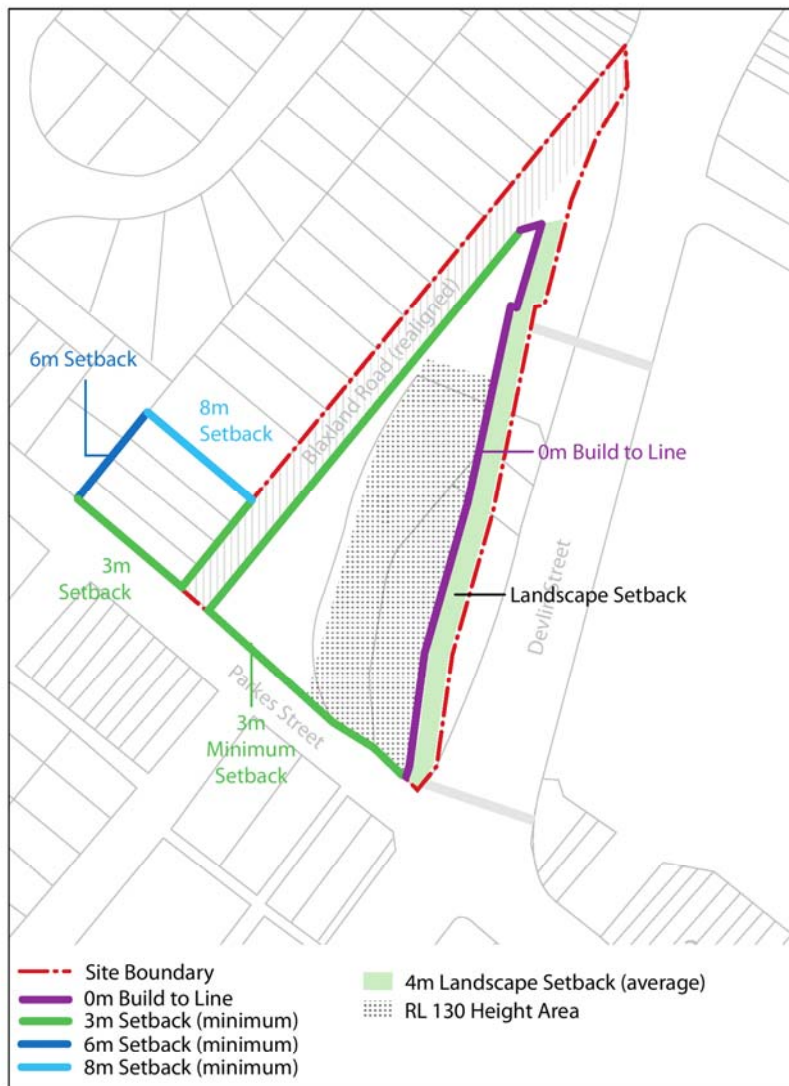 6m Setback
8m
Setback
Blaxland Road (realigned)
0m Build to Line
3m
Setback
Landscape Setback
Devlin Street
Parkes Street
3m
Minimum
Setback
Site Boundary
0m Build to Line
3m Setback (minimum)
6m Setback (minimum)
8m Setback (minimum)
4m Landscape Setback (average)
RL 130 Height Area